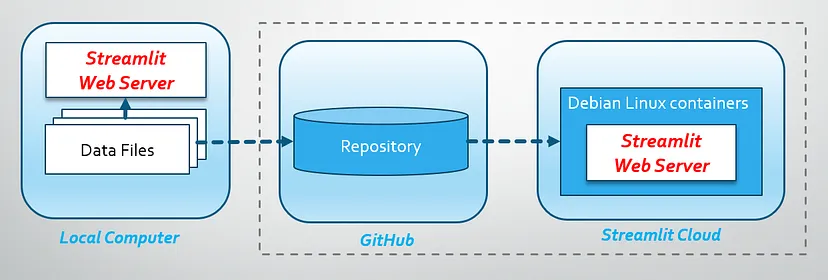 Streamlit
Web Server
Data Files
Local Computer
Repository
GitHub
Debian Linux containers
Streamlit
Web Server
Streamlit Cloud